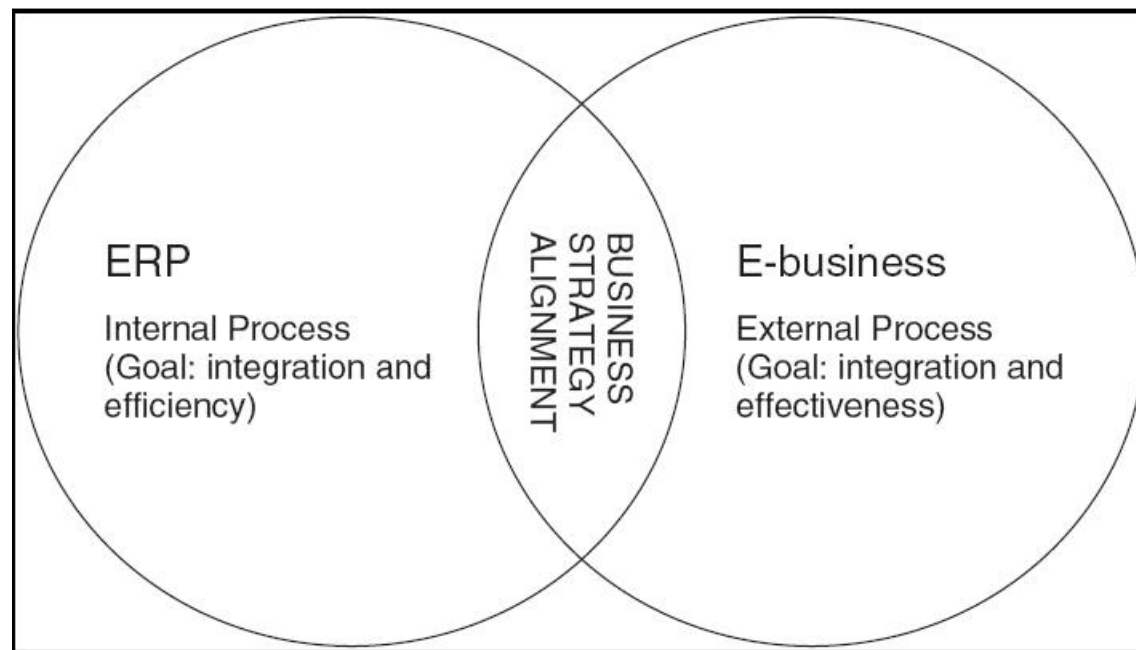 ERP
Internal Process
(Goal: integration and
efficiency)
BUSINESS
STRATEGY
ALIGNMENT
E-business
External Process
(Goal: integration and
effectiveness)